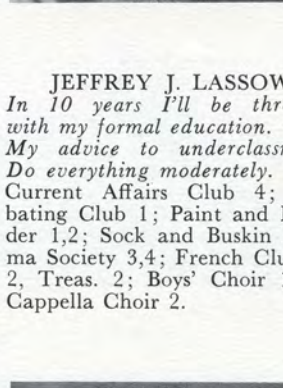 JEFFREY J. LASSOW
In 10 years I'll be thr
with my formal education.
My advice to underclass
Do everything moderately.
Current Affairs Club 4;
bating Club 1; Paint and
der 1,2; Sock and Buskin
ma Society 3,4; French Clu
2, Treas. 2; Boys' Choir
Cappella Choir 2.